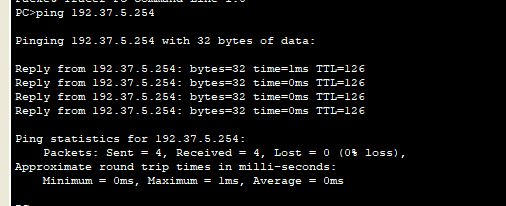 PC>ping 192.37.5.254
Pinging 192.37.5.254 with 32 bytes of data:
Reply from 192.37.5.254: bytes=32 time=1ms TTL=126
Reply from 192.37.5.254: bytes=32 time=0ms TTL=126
Reply from 192.37.5.254: bytes=32 time=0ms TTL=126
Reply from 192.37.5.254: bytes=32 time=0ms TTL=126
Ping statistics for 192.37.5.254:
Packets: Sent = 4, Received = 4, Lost = 0 (0% loss),
Approximate round trip times in milli-seconds:
Minimum = 0ms, Maximum = 1ms, Average = 0ms